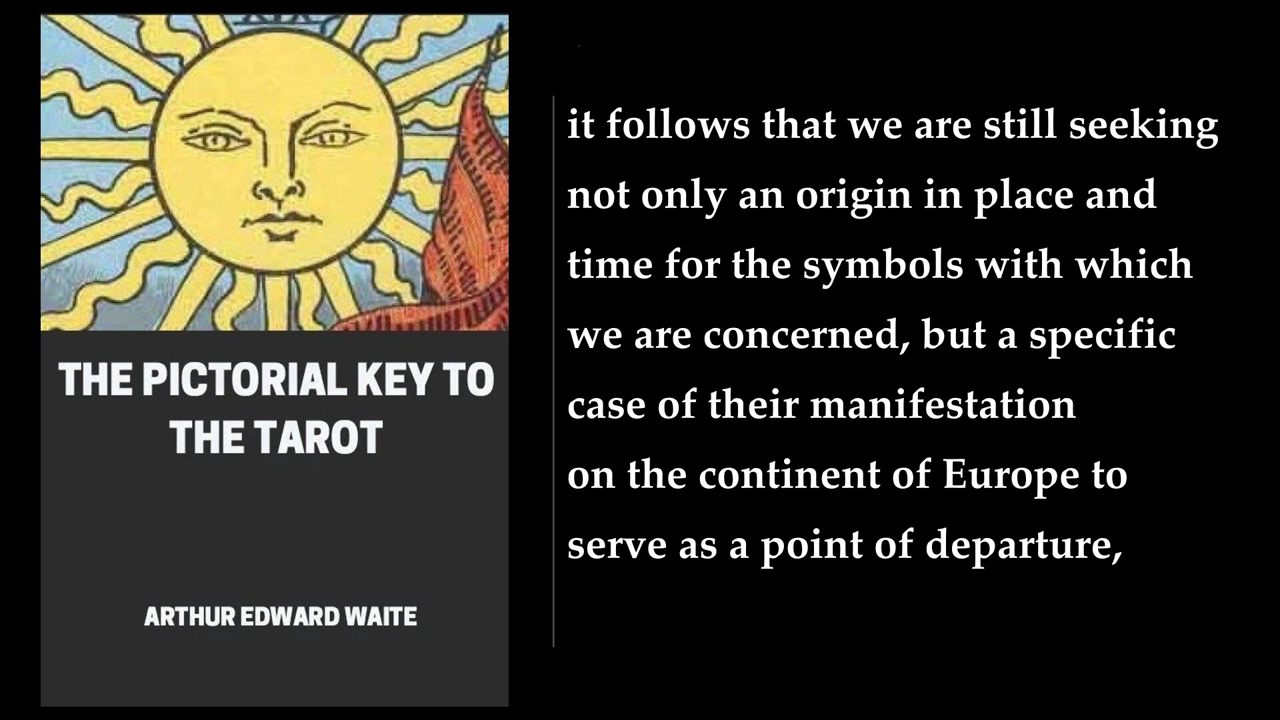 XIX
THE PICTORIAL KEY TO
THE TAROT
ARTHUR EDWARD WAITE
it follows that we are still seeking
not only an origin in place and
time for the symbols with which
we are concerned, but a specific
case of their manifestation
on the continent of Europe to
serve as a point of departure,